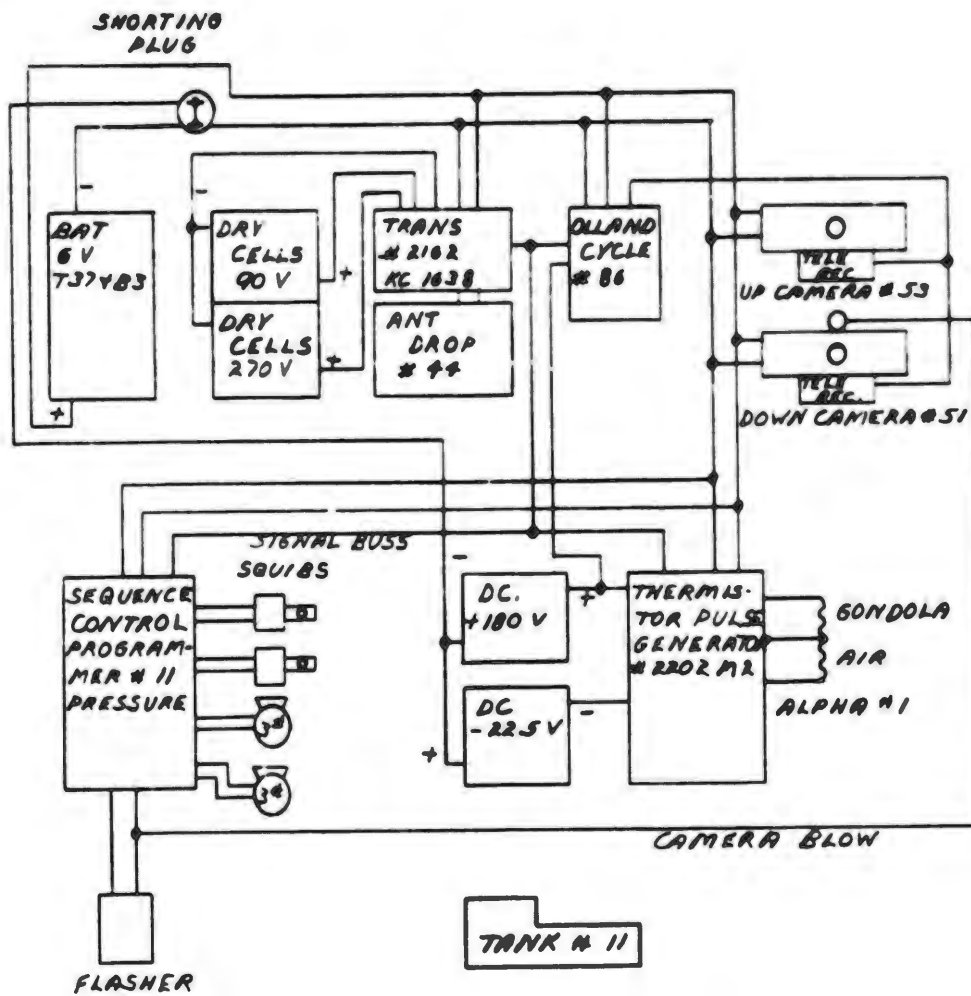 SHORTING
PLUG
BAT
6 V
T37VB3
DRY
CELLS
90 V
DRY
CELLS
270 V
TRANS
# 2162
KC 1638
ANT
DROP
# 44
OLLAND
CYCLE
# 86
TELE
REC.
UP CAMERA # 53
TELE
REC.
DOWN CAMERA # 51
SIGNAL BUSS
SQUIBS
SEQUENCE
CONTROL
PROGRAM-
MER # 11
PRESSURE
3#
3#
DC.
+180 V
DC
-22.5 V
THERMIS-
TOR PULSE
GENERATOR
# 2202 M2
GONDOLA
AIR
ALPHA #1
CAMERA BLOW
FLASHER
TANK # 11